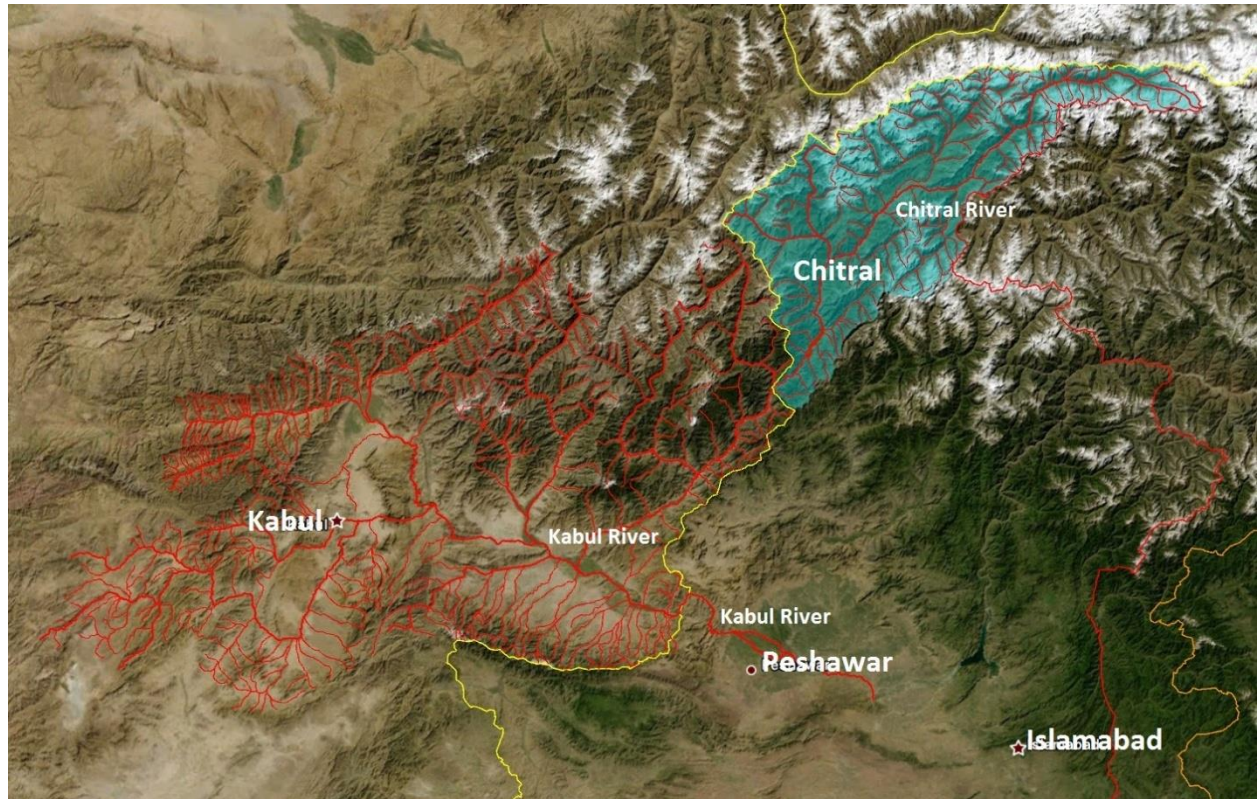 Chitral River
Chitral
Kabul
Kabul River
Kabul River
Peshawar
Islamabad